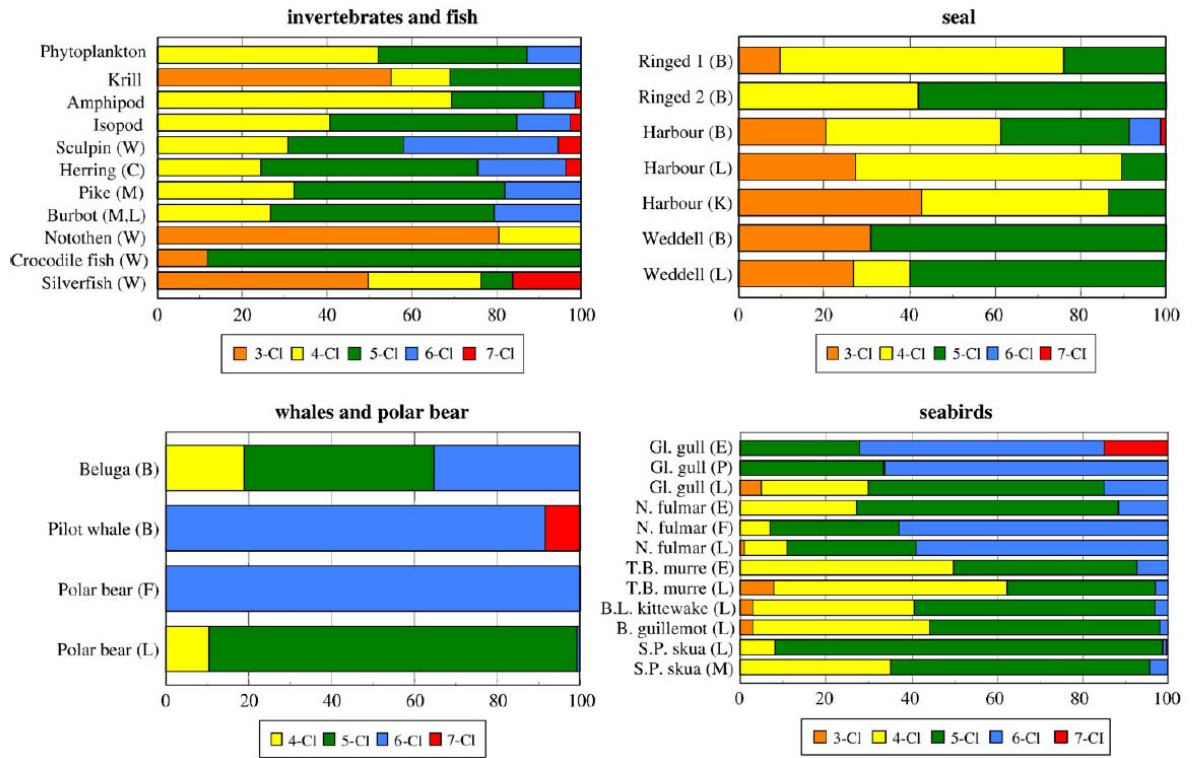 invertebrates and fish
Phytoplankton
Krill
Amphipod
Isopod
Sculpin (W)
Herring (C)
Pike (M)
Burbot (M,L)
Notothen (W)
Crocodile fish (W)
Silverfish (W)
0 20 40 60 80 100
3-Cl 4-Cl 5-Cl 6-Cl 7-Cl
seal
Ringed 1 (B)
Ringed 2 (B)
Harbour (B)
Harbour (L)
Harbour (K)
Weddell (B)
Weddell (L)
0 20 40 60 80 100
3-Cl 4-Cl 5-Cl 6-Cl 7-Cl
whales and polar bear
Beluga (B)
Pilot whale (B)
Polar bear (F)
Polar bear (L)
0 20 40 60 80 100
4-Cl 5-Cl 6-Cl 7-Cl
seabirds
Gl. gull (E)
Gl. gull (P)
Gl. gull (L)
N. fulmar (E)
N. fulmar (F)
N. fulmar (L)
T.B. murre (E)
T.B. murre (L)
B.L. kittewake (L)
B. guillemot (L)
S.P. skua (L)
S.P. skua (M)
0 20 40 60 80 100
3-Cl 4-Cl 5-Cl 6-Cl 7-Cl